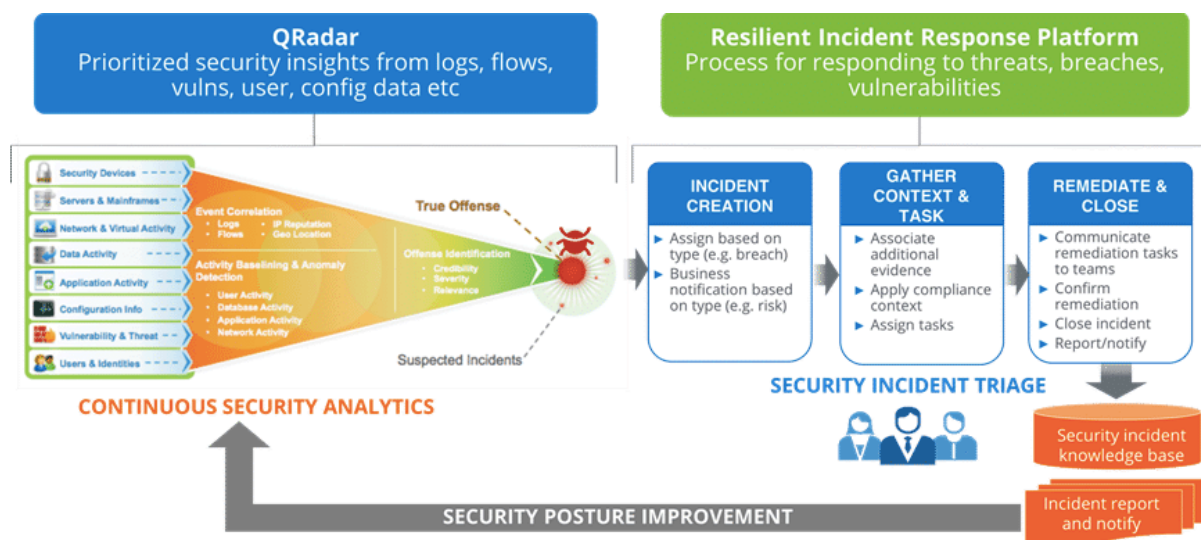 QRadar
Prioritized security insights from logs, flows,
vulns, user, config data etc
Resilient Incident Response Platform
Process for responding to threats, breaches,
vulnerabilities
Security Devices
Servers & Mainframes
Network & Virtual Activity
Data Activity
Application Activity
Configuration Info
Vulnerability & Threat
Users & Identities
Event Correlation
• Logs
• Flows
• IP Reputation
• Geo Location
Activity Baselining & Anomaly
Detection
• User Activity
• Database Activity
• Application Activity
• Network Activity
Offense Identification
• Credibility
• Severity
• Relevance
True Offense
Suspected Incidents
CONTINUOUS SECURITY ANALYTICS
INCIDENT
CREATION
► Assign based on
type (e.g. breach)
► Business
notification based
on type (e.g. risk)
GATHER
CONTEXT &
TASK
► Associate
additional
evidence
► Apply compliance
context
► Assign tasks
REMEDIATE &
CLOSE
► Communicate
remediation tasks
to teams
► Confirm
remediation
► Close incident
► Report/notify
SECURITY INCIDENT TRIAGE
Security incident
knowledge base
Incident report
and notify
SECURITY POSTURE IMPROVEMENT